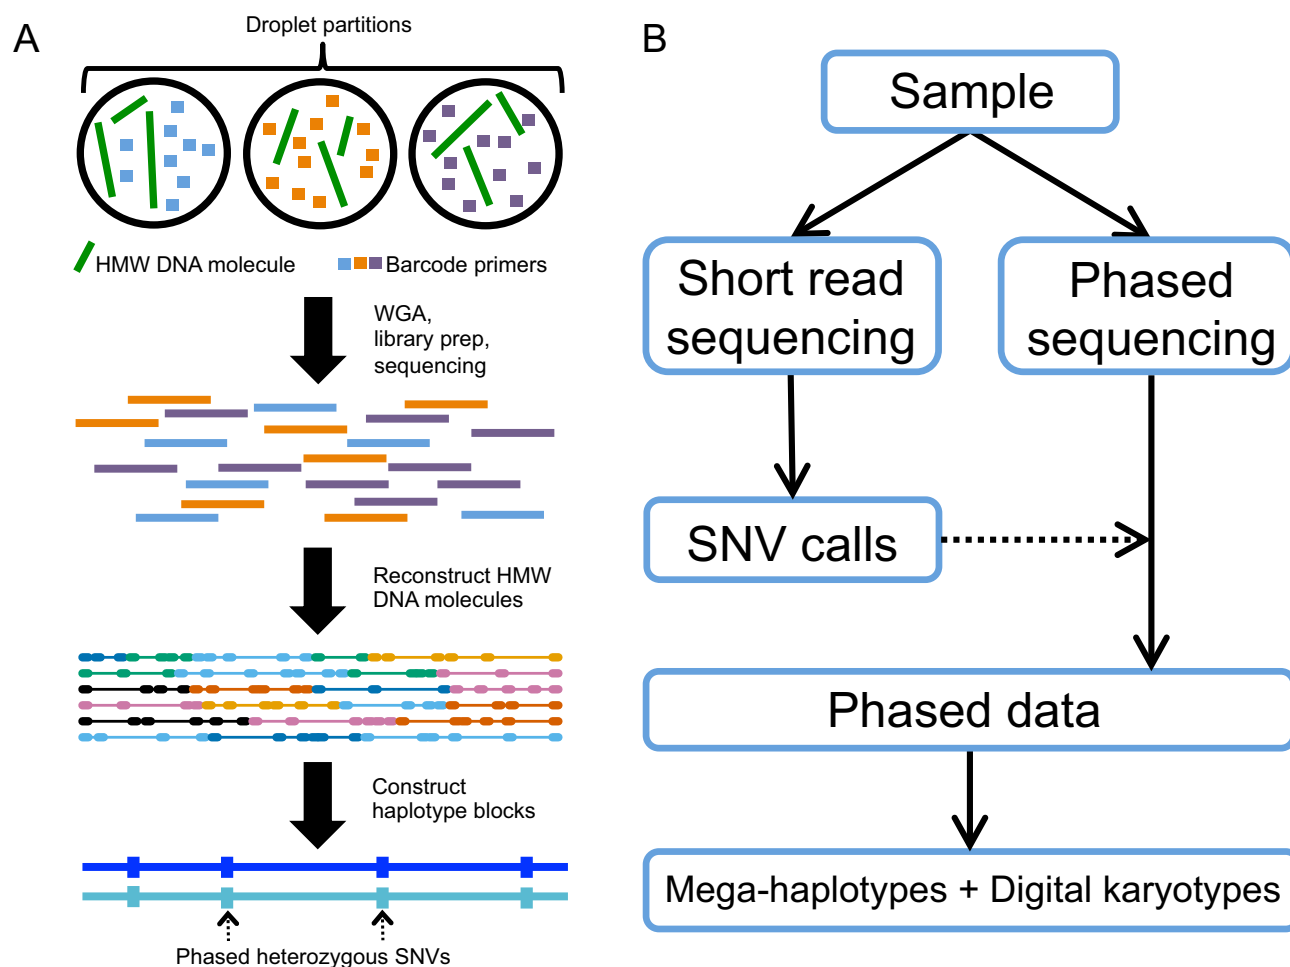 A
Droplet partitions
HMW DNA molecule
Barcode primers
WGA,
library prep,
sequencing
Reconstruct HMW
DNA molecules
Construct
haplotype blocks
Phased heterozygous SNVs
B
Sample
Short read
sequencing
Phased
sequencing
SNV calls
Phased data
Mega-haplotypes + Digital karyotypes